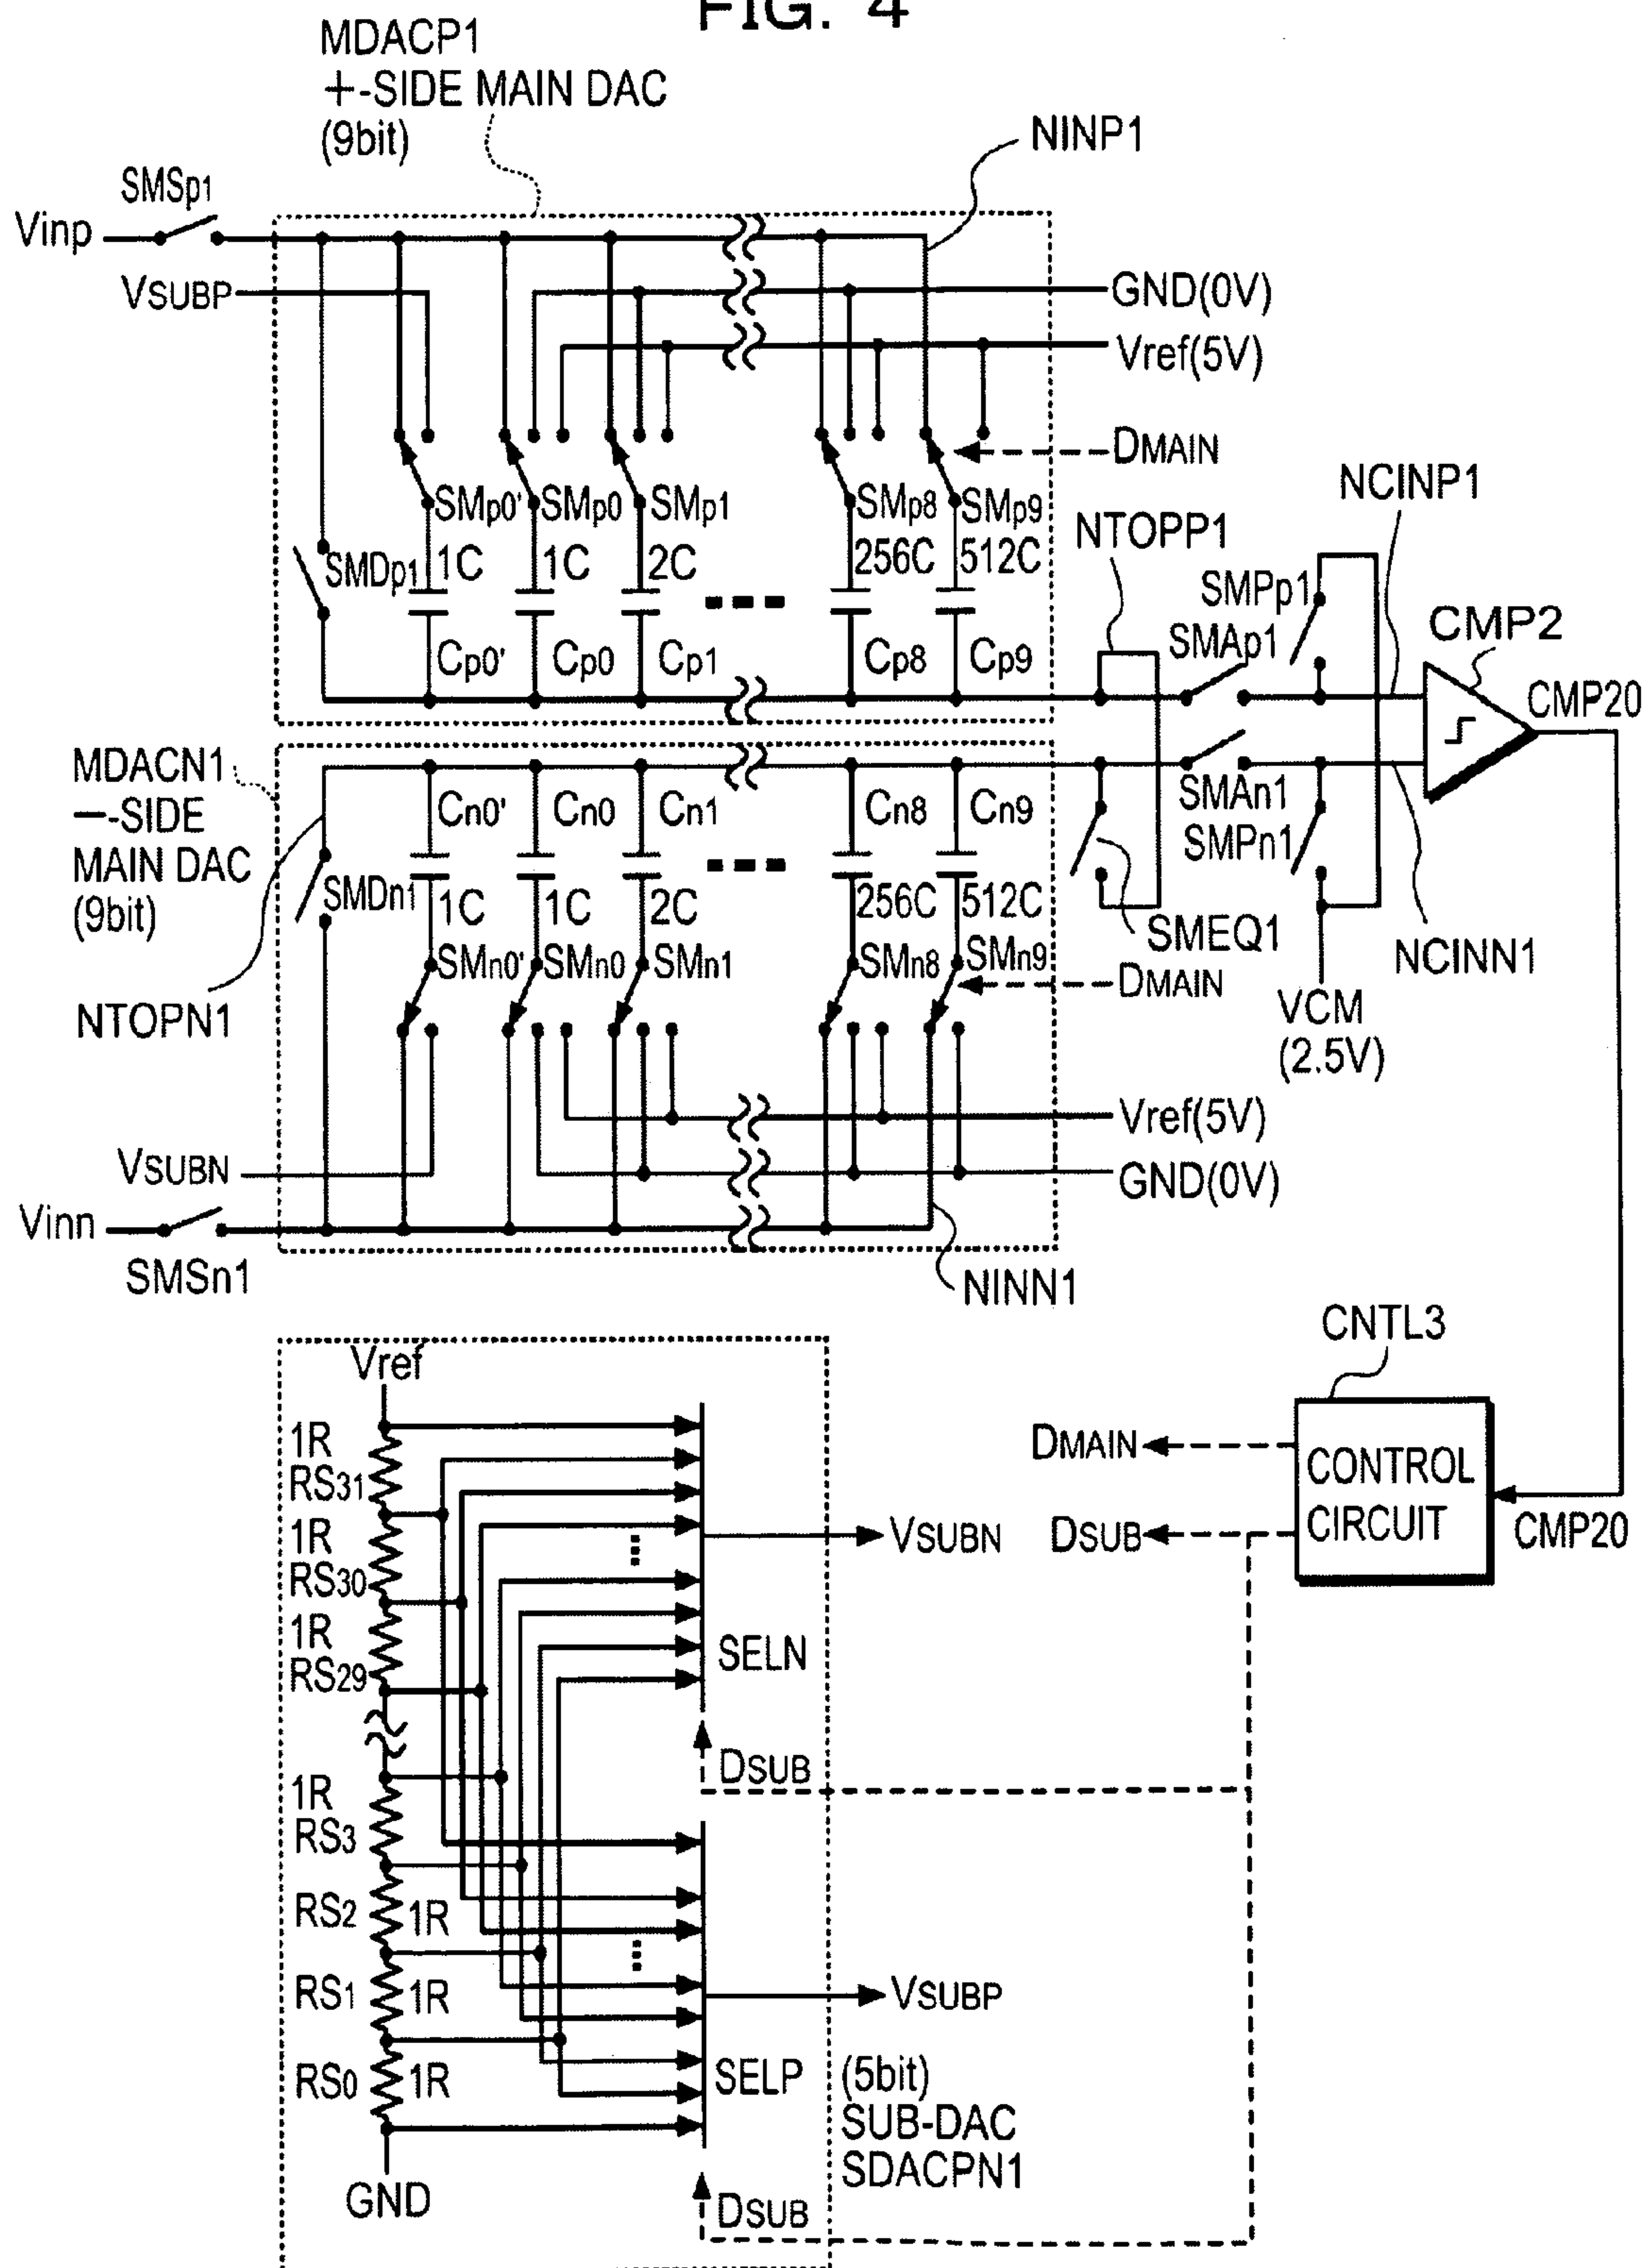 FIG. 4
MDACP1
+-SIDE MAIN DAC
(9bit)
NINP1
SMSp1
Vinp
VSUBP
GND(0V)
Vref(5V)
DMAIN
SMp0' SMp0 SMp1 SMp8 SMp9
NCINP1
NTOPP1
SMDp1 1C 1C 2C 256C 512C
SMPp1
SMAp1
CMP2
Cp0' Cp0 Cp1 Cp8 Cp9
CMP20
MDACN1
—-SIDE
MAIN DAC
(9bit)
Cn0' Cn0 Cn1 Cn8 Cn9
SMAn1
SMPn1
SMDn1 1C 1C 2C 256C 512C
SMEQ1
NCINN1
SMn0' SMn0 SMn1 SMn8 SMn9
DMAIN
NTOPN1
VCM
(2.5V)
Vref(5V)
VSUBN
GND(0V)
Vinn
SMSn1
NINN1
CNTL3
Vref
1R
RS31
DMAIN
CONTROL
CIRCUIT
1R
RS30
VSUBN
DSUB
CMP20
1R
RS29
SELN
DSUB
1R
RS3
RS2 1R
RS1 1R
VSUBP
RS0 1R
SELP
(5bit)
SUB-DAC
SDACPN1
GND
DSUB